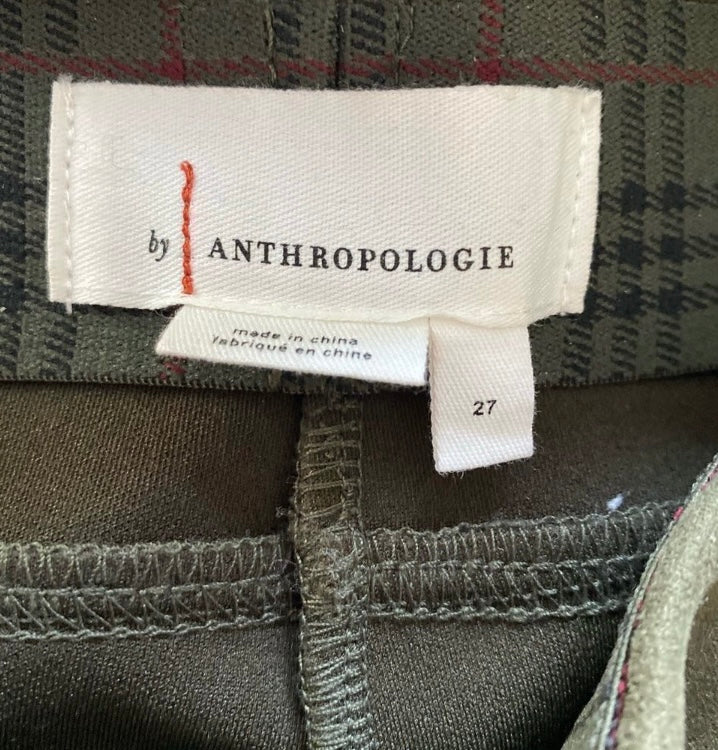 by ANTHROPOLOGIE
made in china
fabriqué en chine
27